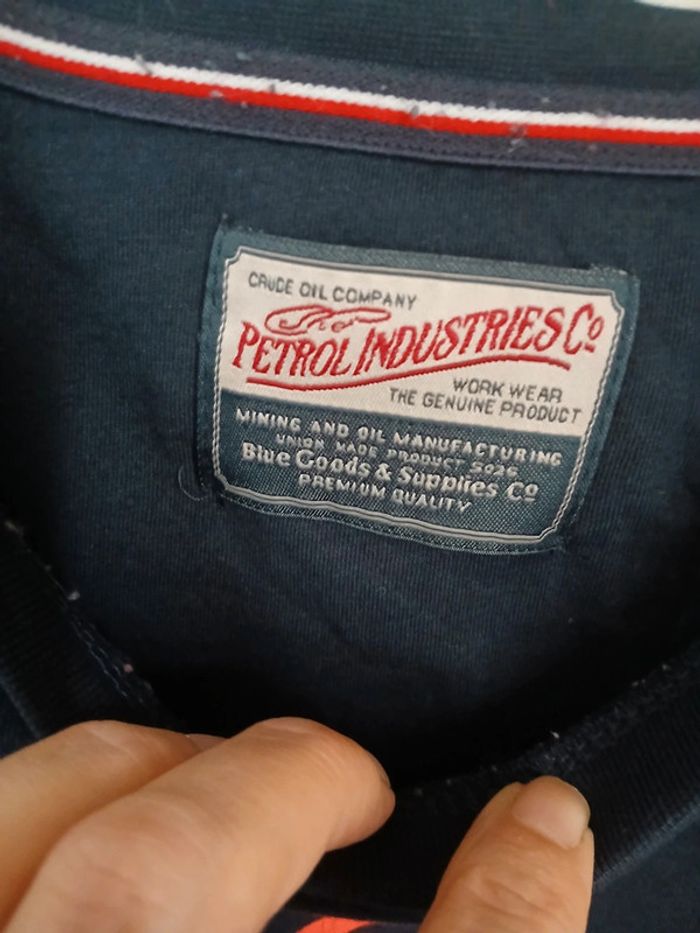 CRUDE OIL COMPANY
PETROL INDUSTRIES Co
WORK WEAR
THE GENUINE PRODUCT
MINING AND OIL MANUFACTURING
UNION MADE PRODUCT 5026
Blue Goods & Supplies Co
PREMIUM QUALITY